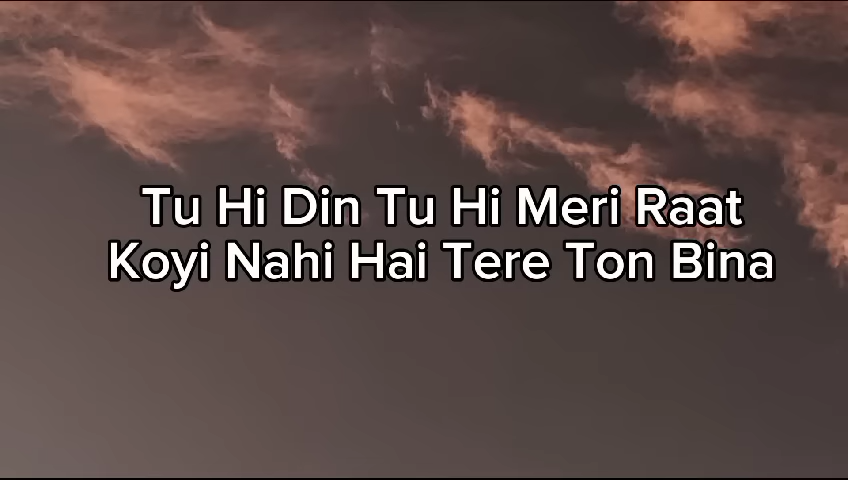 Tu Hi Din Tu Hi Meri Raat
Koyi Nahi Hai Tere Ton Bina